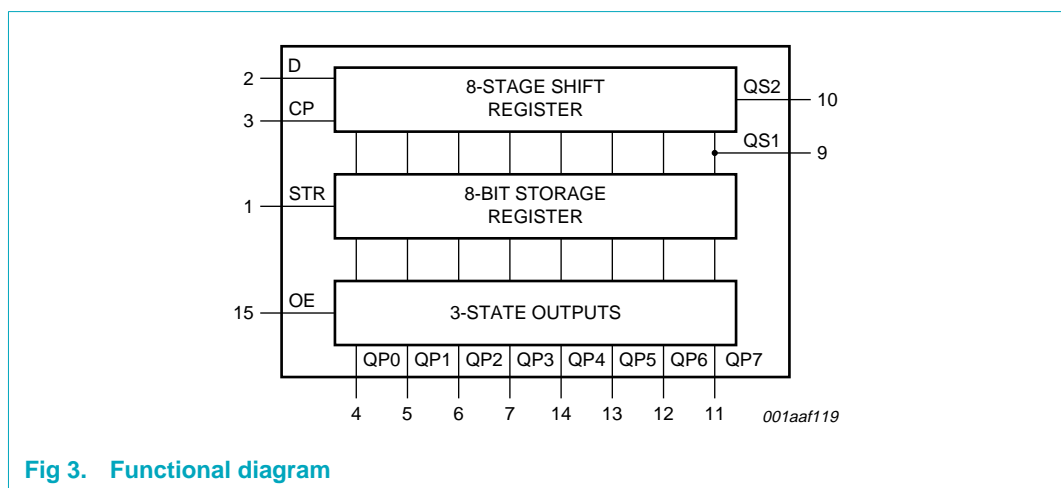 D
2
8-STAGE SHIFT
REGISTER
QS2
10
CP
3
QS1
9
STR
1
8-BIT STORAGE
REGISTER
OE
15
3-STATE OUTPUTS
QP0 QP1 QP2 QP3 QP4 QP5 QP6 QP7
4 5 6 7 14 13 12 11
001aaf119
Fig 3. Functional diagram